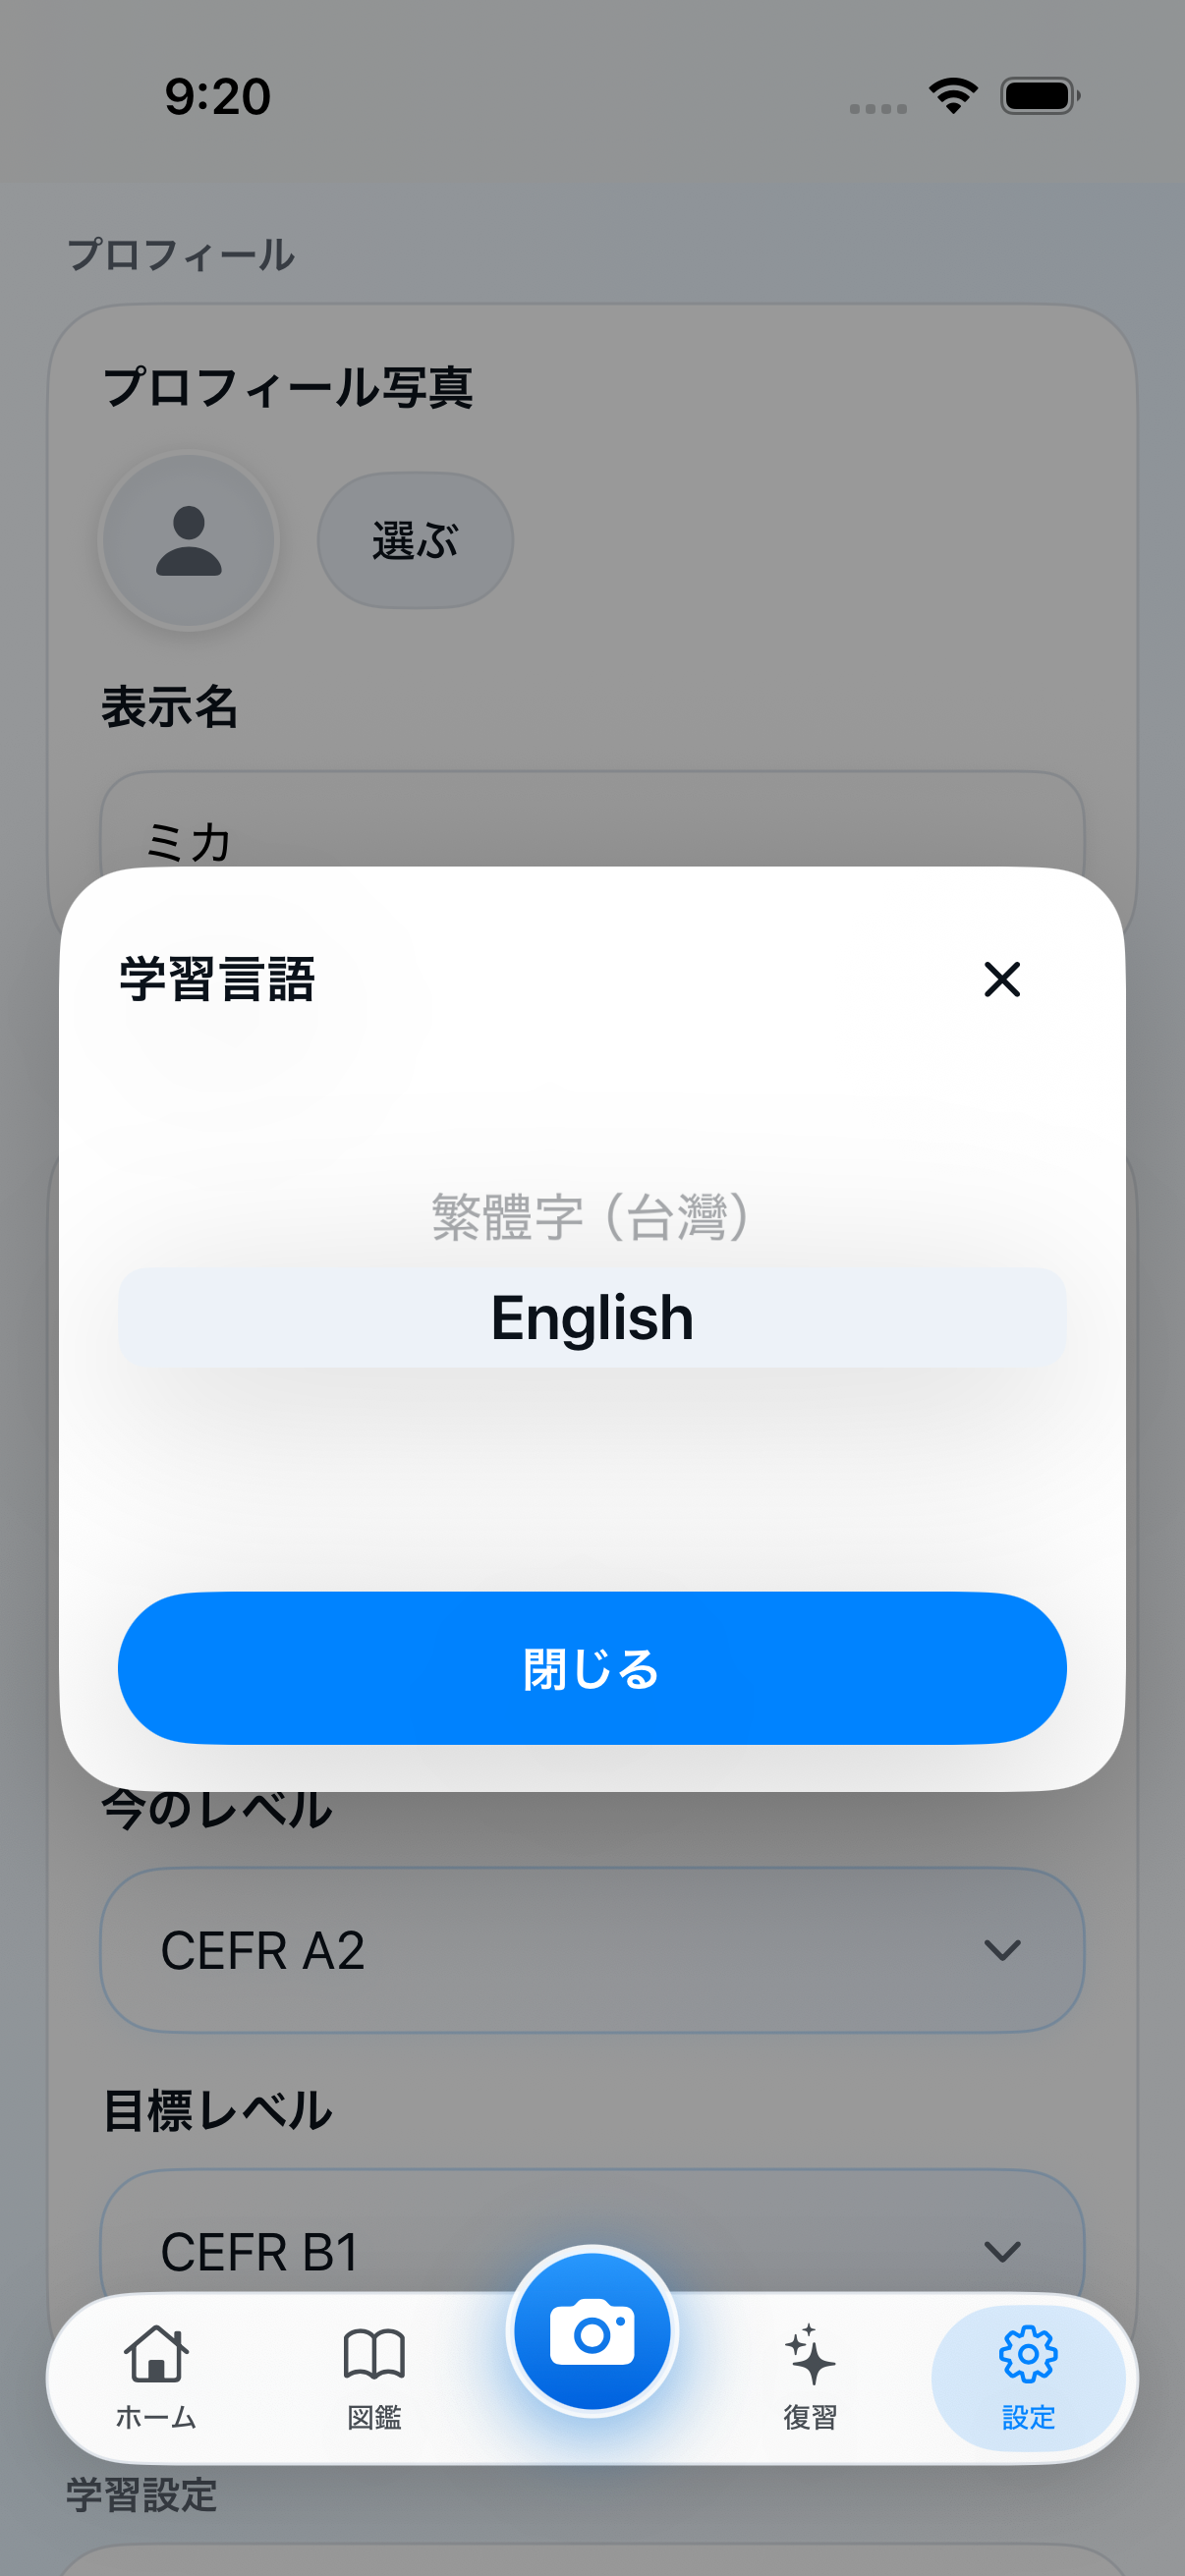 9:20
プロフィール
プロフィール写真
選ぶ
表示名
ミカ
学習言語
繁體字（台灣）
English
閉じる
今のレベル
CEFR A2
目標レベル
CEFR B1
ホーム
図鑑
復習
設定
学習設定